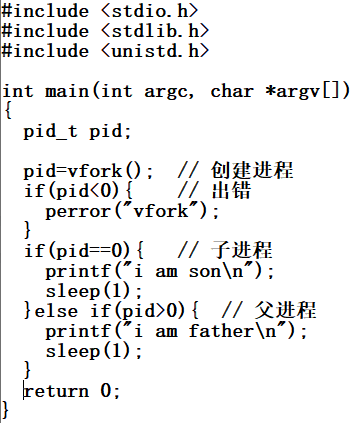 #include <stdio.h>
#include <stdlib.h>
#include <unistd.h>
int main(int argc, char *argv[])
{
  pid_t pid;
  pid=vfork();  // 创建进程
  if(pid<0){    // 出错
    perror("vfork");
  }
  if(pid==0){   // 子进程
    printf("i am son\n");
    sleep(1);
  }else if(pid>0){  // 父进程
    printf("i am father\n");
    sleep(1);
  }
  return 0;
}